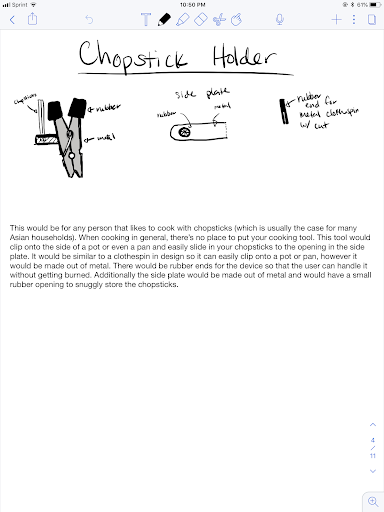 Sprint
10:50 PM
61%
T
Chopstick Holder
chopsticks
rubber
metal
side plate
rubber
metal
rubber
end for
metal clothespin
w/ cut
This would be for any person that likes to cook with chopsticks (which is usually the case for many
Asian households). When cooking in general, there's no place to put your cooking tool. This tool would
clip onto the side of a pot or even a pan and easily slide in your chopsticks to the opening in the side
plate. It would be similar to a clothespin in design so it can easily clip onto a pot or pan, however it
would be made out of metal. There would be rubber ends for the device so that the user can handle it
without getting burned. Additionally the side plate would be made out of metal and would have a small
rubber opening to snuggly store the chopsticks.
4
/
11